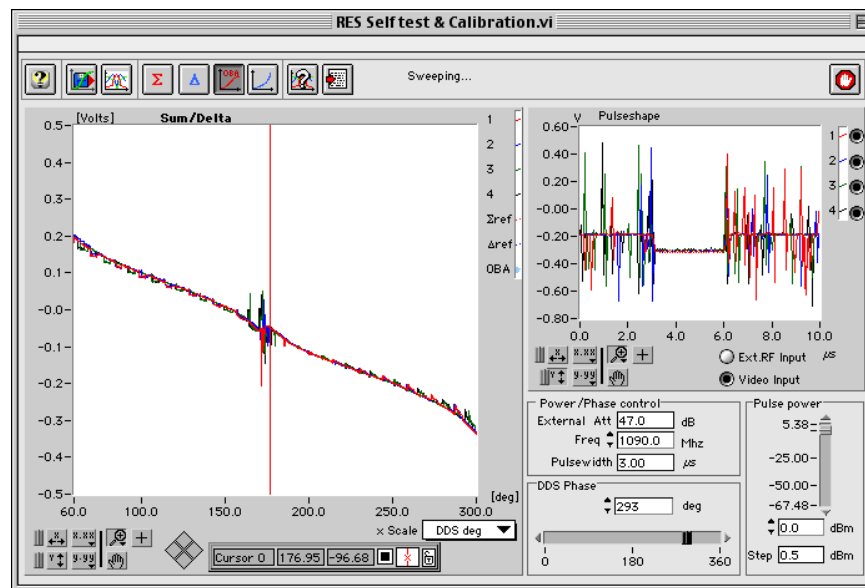 RES Self test & Calibration.vi
? Σ Δ OBA ? Sweeping...
[Volts] Sum/Delta
0.5
0.4
0.3
0.2
0.1
-0.0
-0.1
-0.2
-0.3
-0.4
-0.5
60.0 100.0 150.0 200.0 250.0 300.0 [deg]
1
2
3
4
Σref
Δref
OBA
x Scale DDS deg
X X.XX
Y Y.YY
Cursor 0 176.95 -96.68
V Pulseshape
0.60
0.40
0.20
-0.00
-0.20
-0.40
-0.60
-0.80
0.0 2.0 4.0 6.0 8.0 10.0
1
2
3
4
X X.XX
Y Y.YY
Ext.RF Input µs
Video Input
Power/Phase control
External Att 47.0 dB
Freq 1090.0 Mhz
Pulsewidth 3.00 µs
DDS Phase
293 deg
0 180 360
Pulse power
5.38
-25.00
-50.00
-67.48
0.0 dBm
Step 0.5 dBm